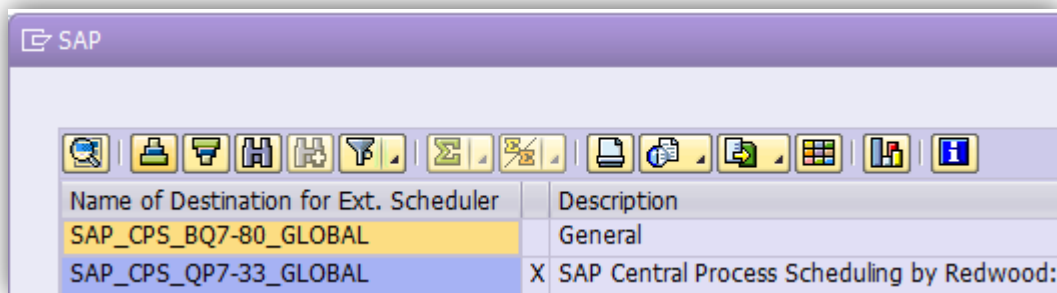 SAP
Name of Destination for Ext. Scheduler Description
SAP_CPS_BQ7-80_GLOBAL General
SAP_CPS_QP7-33_GLOBAL X SAP Central Process Scheduling by Redwood: